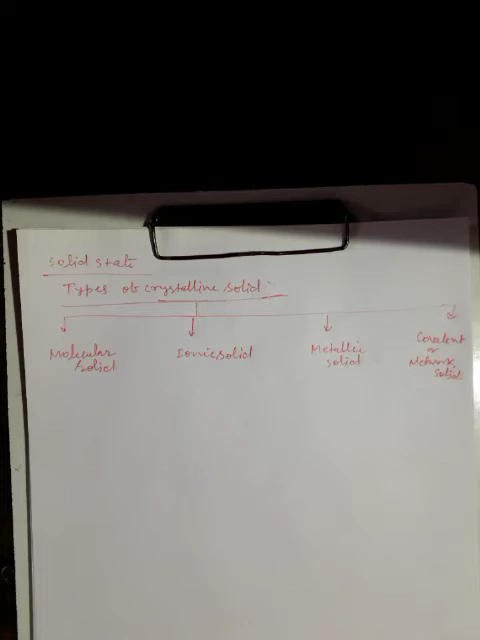 Solid state
Types of crystalline solid:
Molecular
Solid
Ionic solid
Metallic
solid
Covalent
or
Network
solid